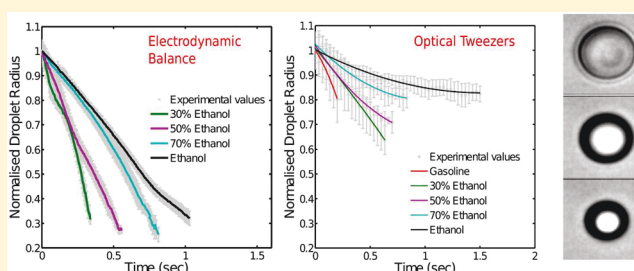 Electrodynamic
Balance
Normalised Droplet Radius
1.1
1
0.9
0.8
0.7
0.6
0.5
0.4
0.3
0.2
Experimental values
30% Ethanol
50% Ethanol
70% Ethanol
Ethanol
0
0.5
1
1.5
Time (sec)
Optical Tweezers
Normalised Droplet Radius
1.1
1
0.9
0.8
0.7
0.6
0.5
0.4
0.3
0.2
Experimental values
Gasoline
30% Ethanol
50% Ethanol
70% Ethanol
Ethanol
0
0.5
1
1.5
2
Time (sec)